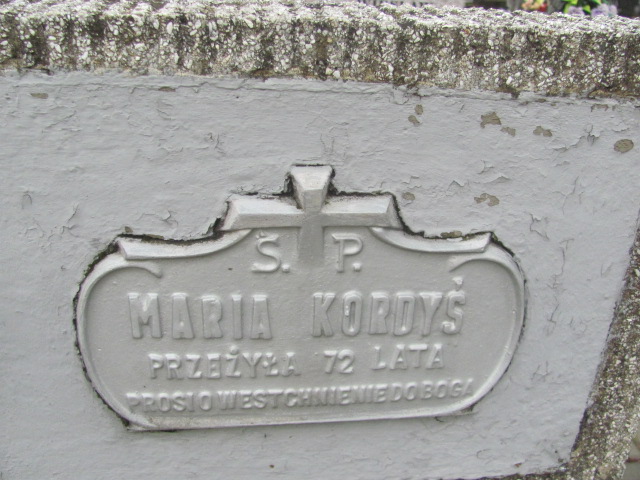 Ś. P.
MARIA KORDYŚ
PRZEŻYŁA 72 LATA
PROSI O WESTCHNIENIE DO BOGA